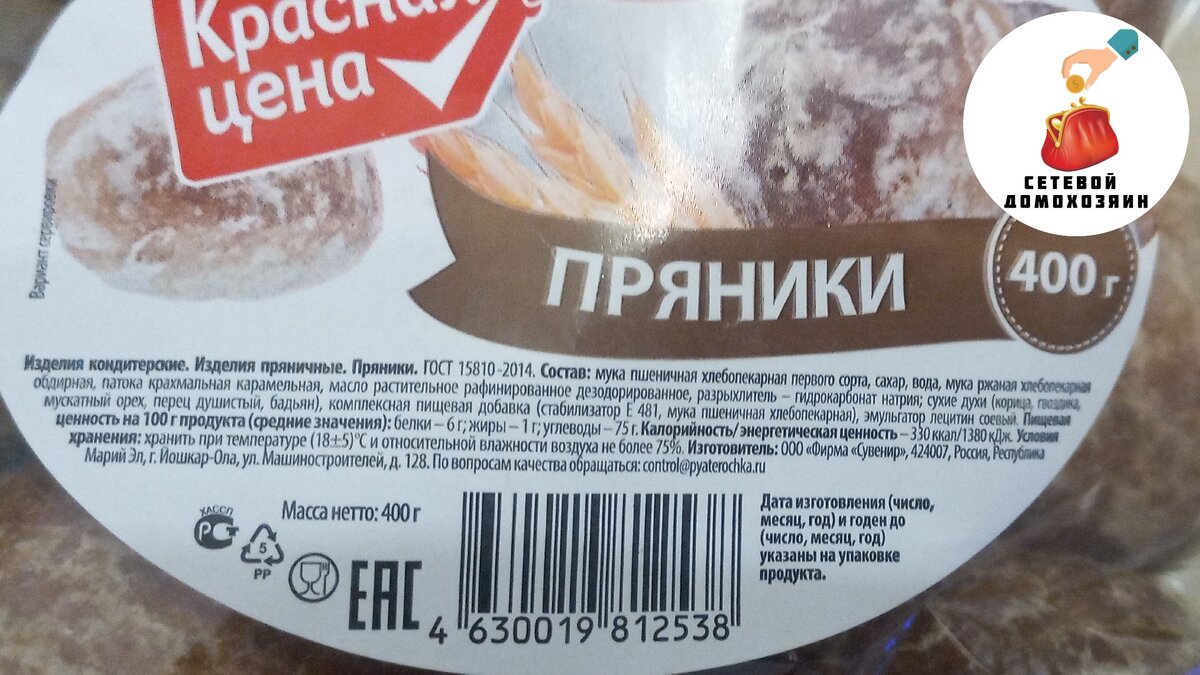 Красная
цена
СЕТЕВОЙ
ДОМОХОЗЯИН
Вариант сервировки
ПРЯНИКИ
400 г
Изделия кондитерские. Изделия пряничные. Пряники. ГОСТ 15810-2014. Состав: мука пшеничная хлебопекарная первого сорта, сахар, вода, мука ржаная хлебопекарная
обдирная, патока крахмальная карамельная, масло растительное рафинированное дезодорированное, разрыхлитель – гидрокарбонат натрия; сухие духи (корица, гвоздика,
мускатный орех, перец душистый, бадьян), комплексная пищевая добавка (стабилизатор Е 481, мука пшеничная хлебопекарная), эмульгатор лецитин соевый. Пищевая
ценность на 100 г продукта (средние значения): белки – 6 г; жиры – 1 г; углеводы – 75 г. Калорийность/энергетическая ценность – 330 ккал/1380 кДж. Условия
хранения: хранить при температуре (18±5)°С и относительной влажности воздуха не более 75%. Изготовитель: ООО «Фирма «Сувенир», 424007, Россия, Республика
Марий Эл, г. Йошкар-Ола, ул. Машиностроителей, д. 128. По вопросам качества обращаться: control@pyaterochka.ru
ХАССП
РСТ
5
PP
Масса нетто: 400 г
EAC
4 630019 812538
Дата изготовления (число,
месяц, год) и годен до
(число, месяц, год)
указаны на упаковке
продукта.